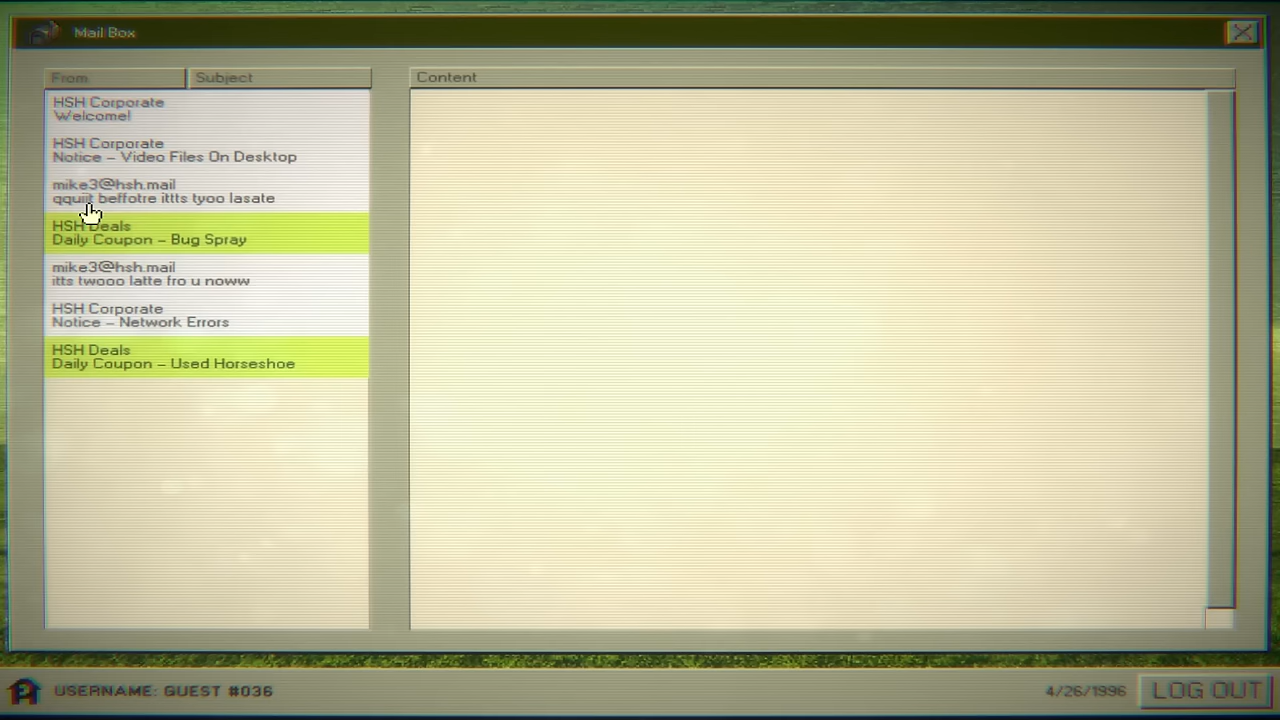 Mail Box
From
Subject
Content
HSH Corporate
Welcome!
HSH Corporate
Notice – Video Files On Desktop
mike3@hsh.mail
qquit beffotre ittts tyoo lasate
HSH Deals
Daily Coupon – Bug Spray
mike3@hsh.mail
itts twooo latte fro u noww
HSH Corporate
Notice – Network Errors
HSH Deals
Daily Coupon – Used Horseshoe
USERNAME: GUEST #036
4/26/1996
LOG OUT